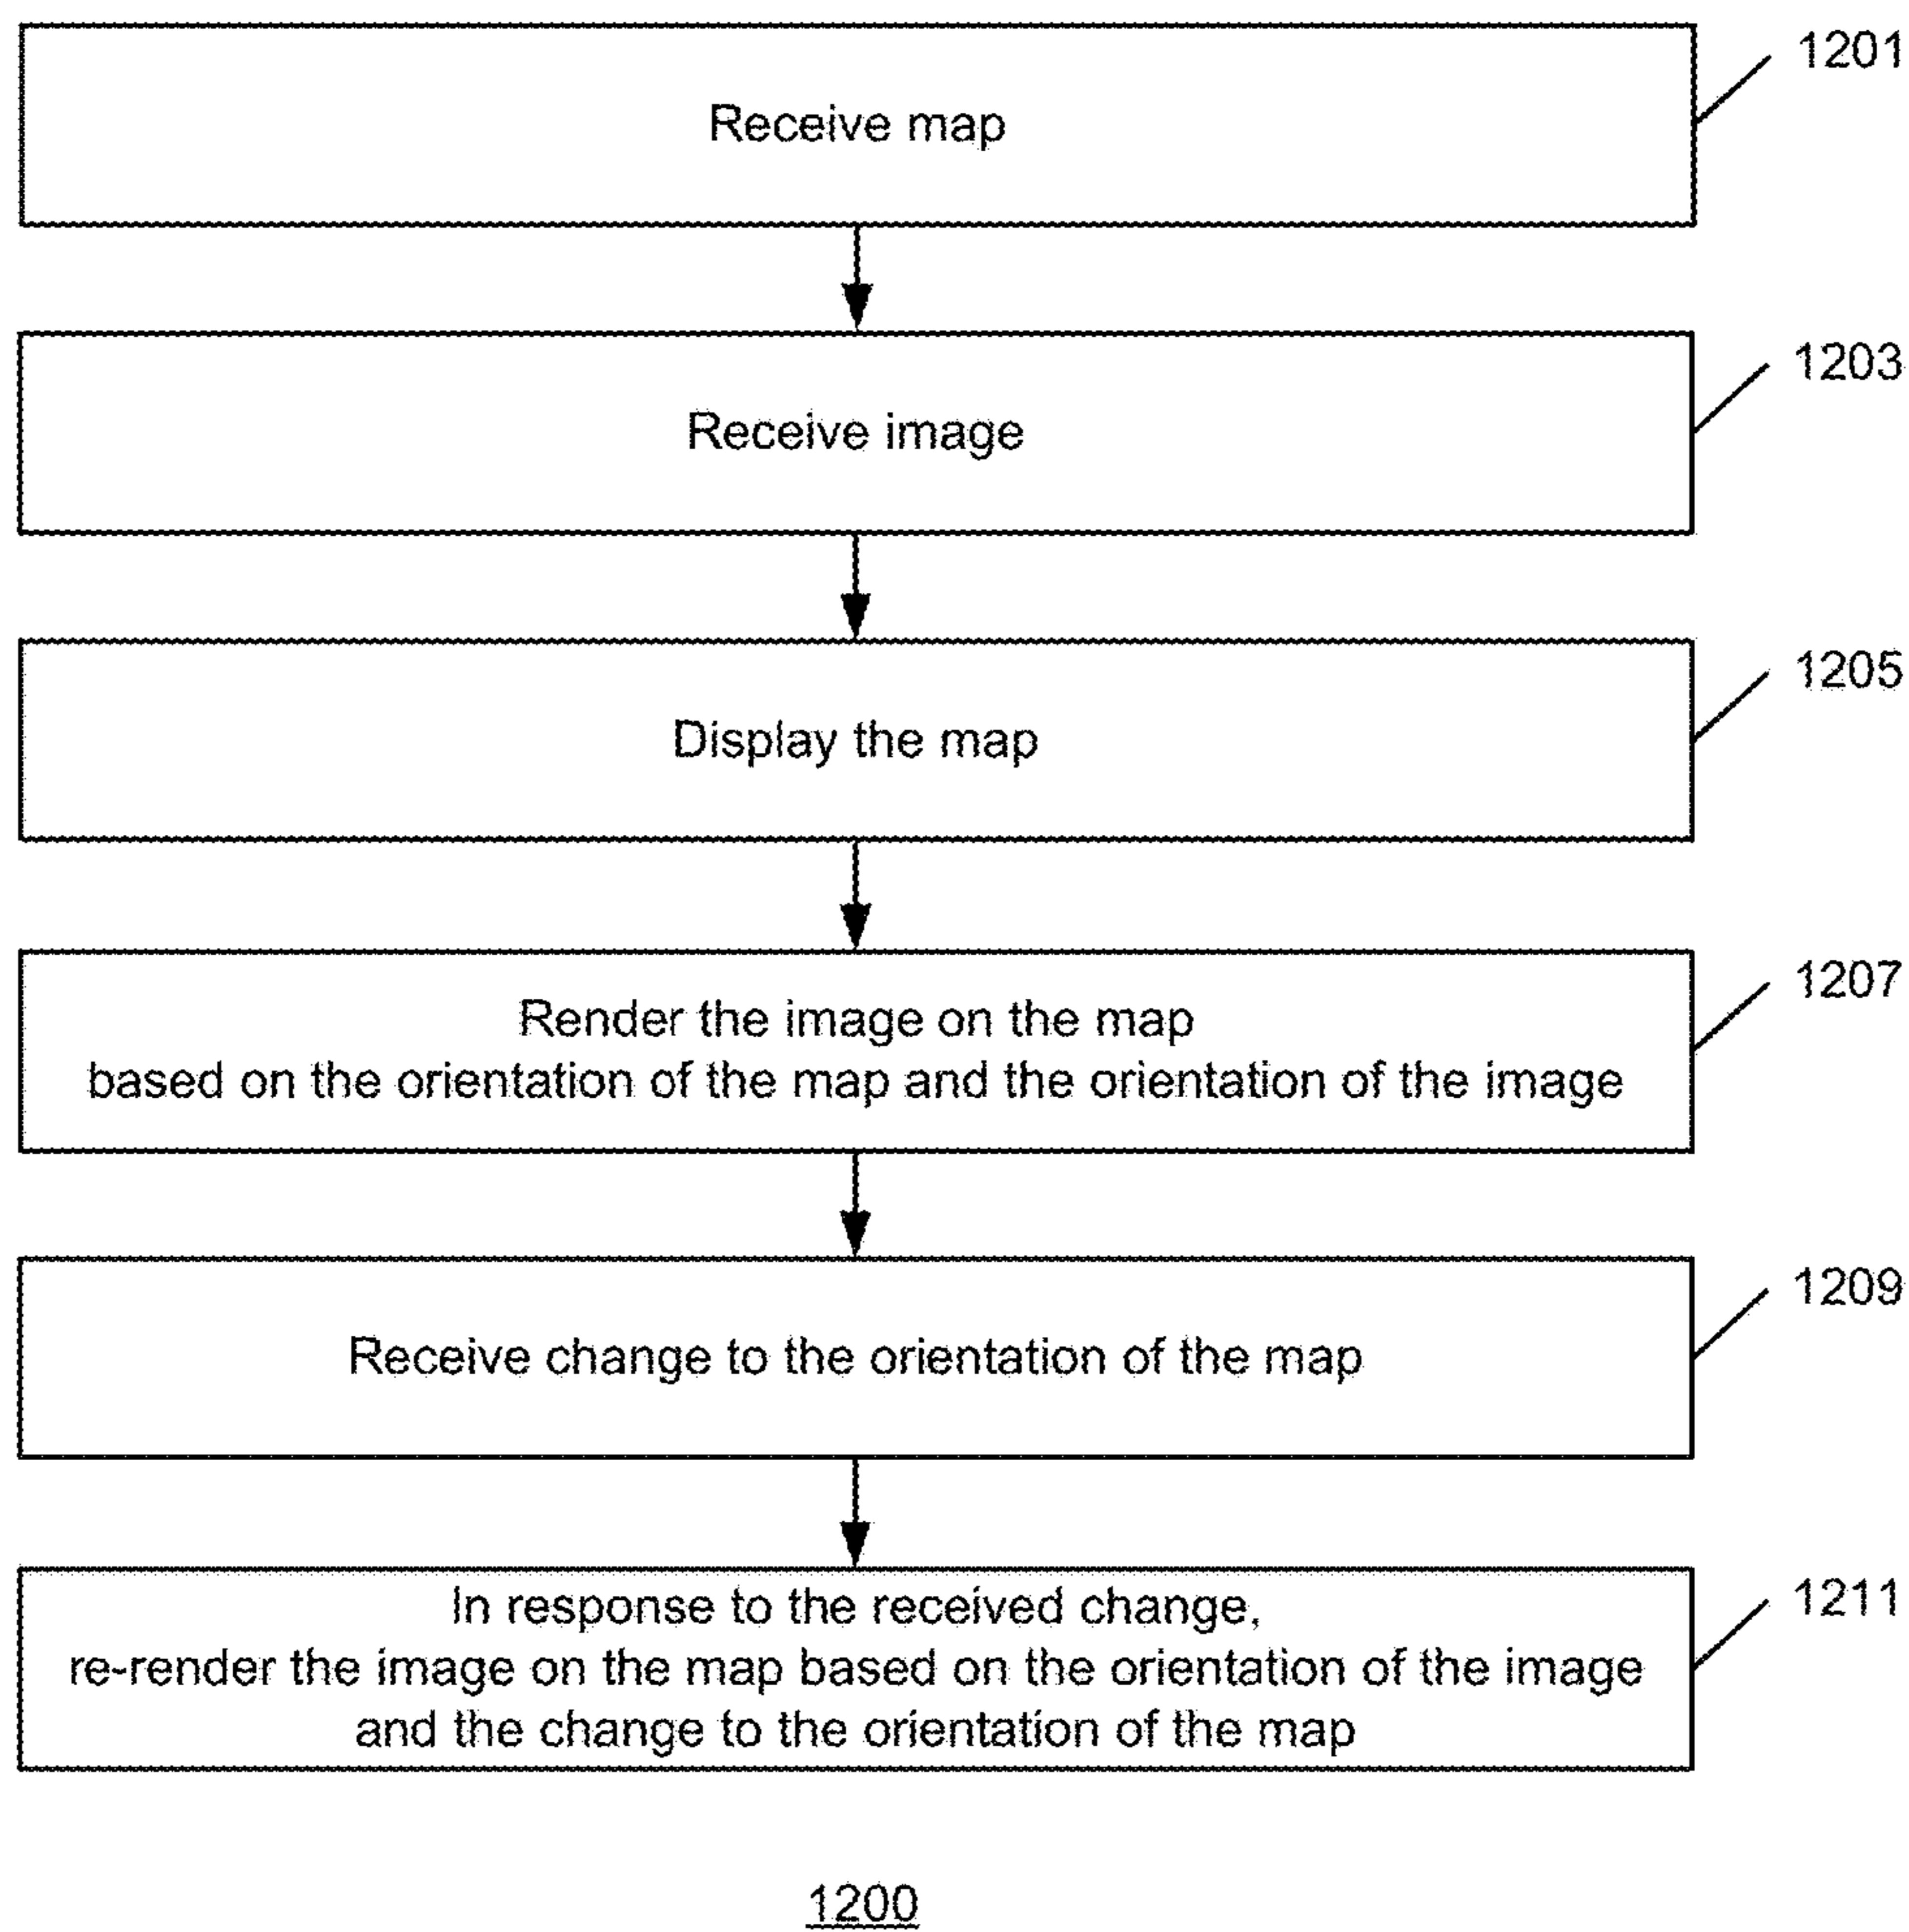 Receive map
1201
Receive image
1203
Display the map
1205
Render the image on the map
based on the orientation of the map and the orientation of the image
1207
Receive change to the orientation of the map
1209
In response to the received change,
re-render the image on the map based on the orientation of the image
and the change to the orientation of the map
1211
1200